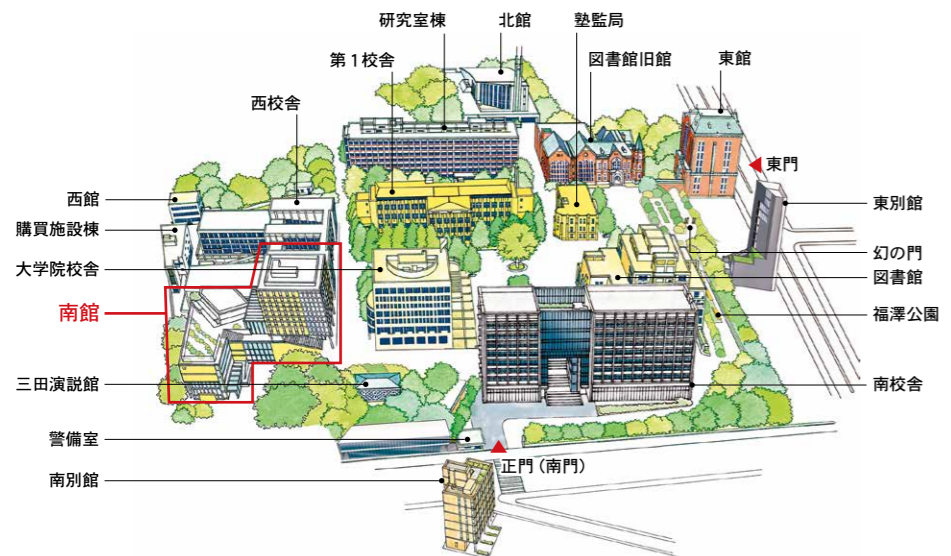 研究室棟
北館
塾監局
第1校舎
図書館旧館
東館
西校舎
東門
西館
東別館
購買施設棟
幻の門
大学院校舎
図書館
南館
福澤公園
三田演説館
南校舎
警備室
正門(南門)
南別館